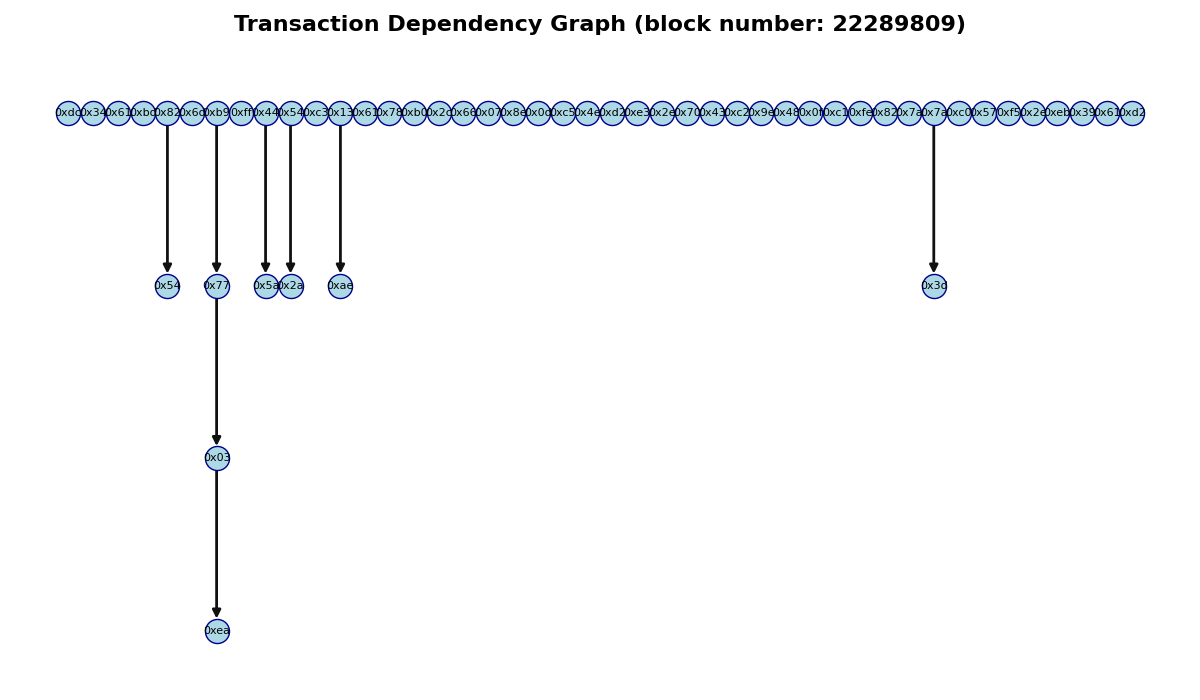 Transaction Dependency Graph (block number: 22289809)
0xdc 0x34 0x61 0xbc 0x82 0x6c 0xb9 0xff 0x44 0x54 0xc3 0x13 0x61 0x78 0xb0 0x2c 0x66 0x07 0x8e 0x0c 0xc5 0x4e 0xd2 0xe3 0x2e 0x70 0x43 0xc2 0x9e 0x48 0x0f 0xc1 0xfe 0x82 0x7a 0x7a 0xc0 0x57 0xf5 0x2e 0xeb 0x39 0x61 0xd2
0x54 0x77 0x5a 0x2a 0xae 0x3c
0x03
0xea